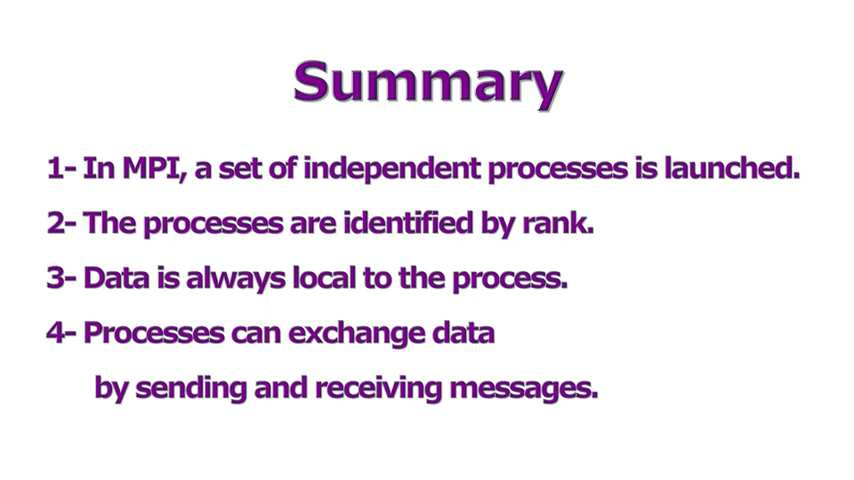 Summary
1- In MPI, a set of independent processes is launched.
2- The processes are identified by rank.
3- Data is always local to the process.
4- Processes can exchange data
by sending and receiving messages.